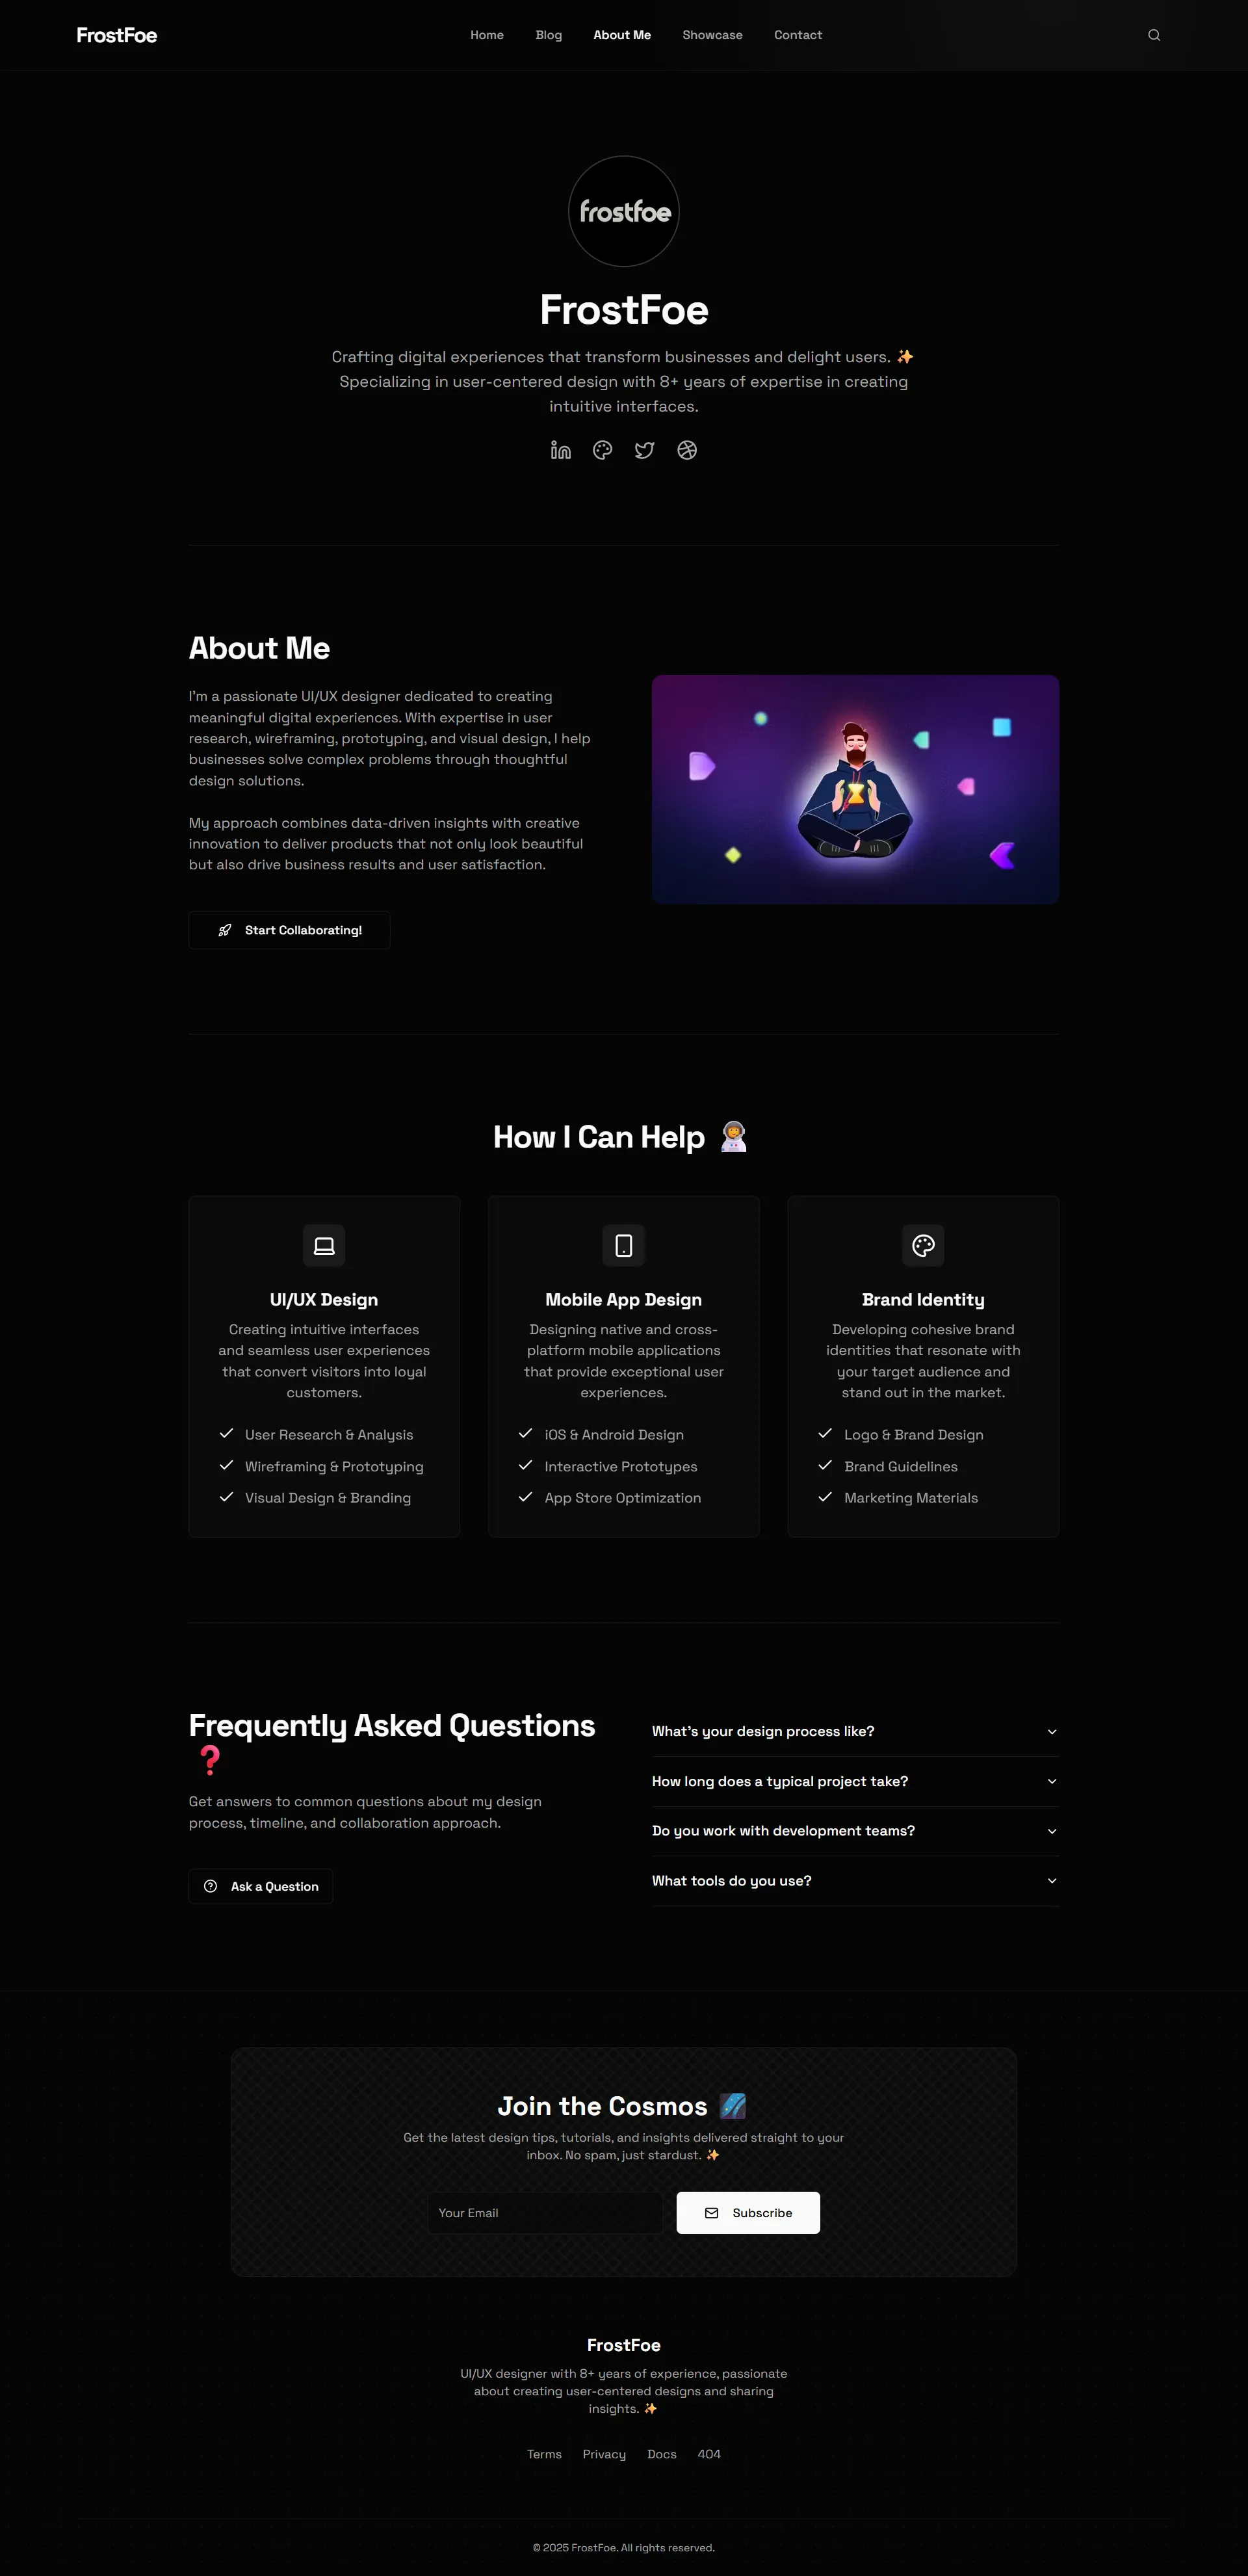 FrostFoe
Home
Blog
About Me
Showcase
Contact
frostfoe
FrostFoe
Crafting digital experiences that transform businesses and delight users. ✨
Specializing in user-centered design with 8+ years of expertise in creating
intuitive interfaces.
About Me
I'm a passionate UI/UX designer dedicated to creating
meaningful digital experiences. With expertise in user
research, wireframing, prototyping, and visual design, I help
businesses solve complex problems through thoughtful
design solutions.
My approach combines data-driven insights with creative
innovation to deliver products that not only look beautiful
but also drive business results and user satisfaction.
Start Collaborating!
How I Can Help 👩🏽‍🚀
UI/UX Design
Creating intuitive interfaces
and seamless user experiences
that convert visitors into loyal
customers.
User Research & Analysis
Wireframing & Prototyping
Visual Design & Branding
Mobile App Design
Designing native and cross-
platform mobile applications
that provide exceptional user
experiences.
iOS & Android Design
Interactive Prototypes
App Store Optimization
Brand Identity
Developing cohesive brand
identities that resonate with
your target audience and
stand out in the market.
Logo & Brand Design
Brand Guidelines
Marketing Materials
Frequently Asked Questions
❓
Get answers to common questions about my design
process, timeline, and collaboration approach.
Ask a Question
What's your design process like?
How long does a typical project take?
Do you work with development teams?
What tools do you use?
Join the Cosmos 🌌
Get the latest design tips, tutorials, and insights delivered straight to your
inbox. No spam, just stardust. ✨
Your Email
Subscribe
FrostFoe
UI/UX designer with 8+ years of experience, passionate
about creating user-centered designs and sharing
insights. ✨
Terms
Privacy
Docs
404
© 2025 FrostFoe. All rights reserved.